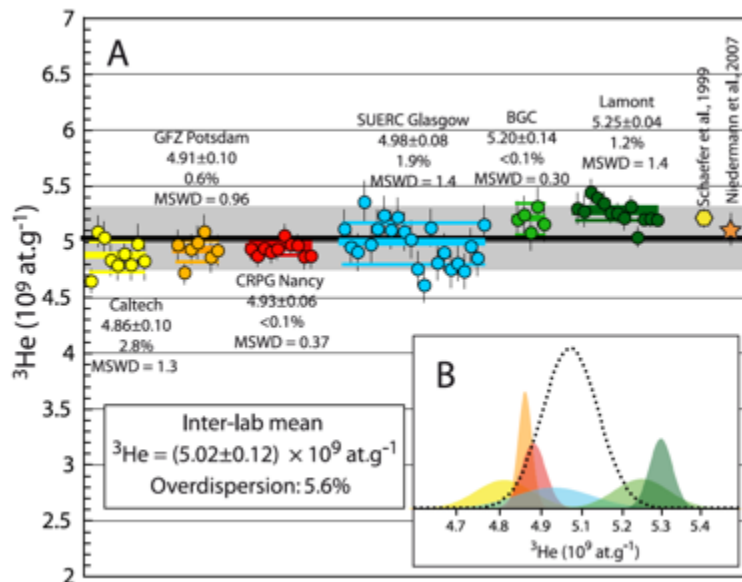 A
7
6.5
6
5.5
5
4.5
4
3.5
3
2.5
2
³He (10⁹ at.g⁻¹)
GFZ Potsdam
4.91±0.10
0.6%
MSWD = 0.96
SUERC Glasgow
4.98±0.08
1.9%
MSWD = 1.4
BGC
5.20±0.14
<0.1%
MSWD = 0.30
Lamont
5.25±0.04
1.2%
MSWD = 1.4
Schaefer et al., 1999
Niedermann et al., 2007
Caltech
4.86±0.10
2.8%
MSWD = 1.3
CRPG Nancy
4.93±0.06
<0.1%
MSWD = 0.37
Inter-lab mean
³He = (5.02±0.12) × 10⁹ at.g⁻¹
Overdispersion: 5.6%
B
4.7 4.8 4.9 5.1 5.2 5.3 5.4
³He (10⁹ at.g⁻¹)